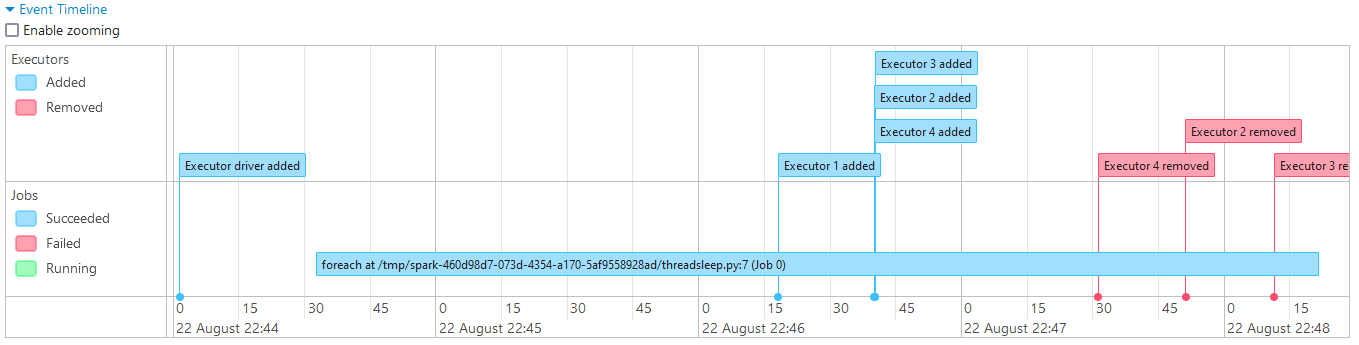 Event Timeline
Enable zooming
Executors
Added
Removed
Executor 3 added
Executor 2 added
Executor 4 added
Executor 2 removed
Executor driver added
Executor 1 added
Executor 4 removed
Executor 3 re
Jobs
Succeeded
Failed
Running
foreach at /tmp/spark-460d98d7-073d-4354-a170-5af9558928ad/threadsleep.py:7 (Job 0)
0 15 30 45 0 15 30 45 0 15 30 45 0 15 30 45 0 15
22 August 22:44 22 August 22:45 22 August 22:46 22 August 22:47 22 August 22:48